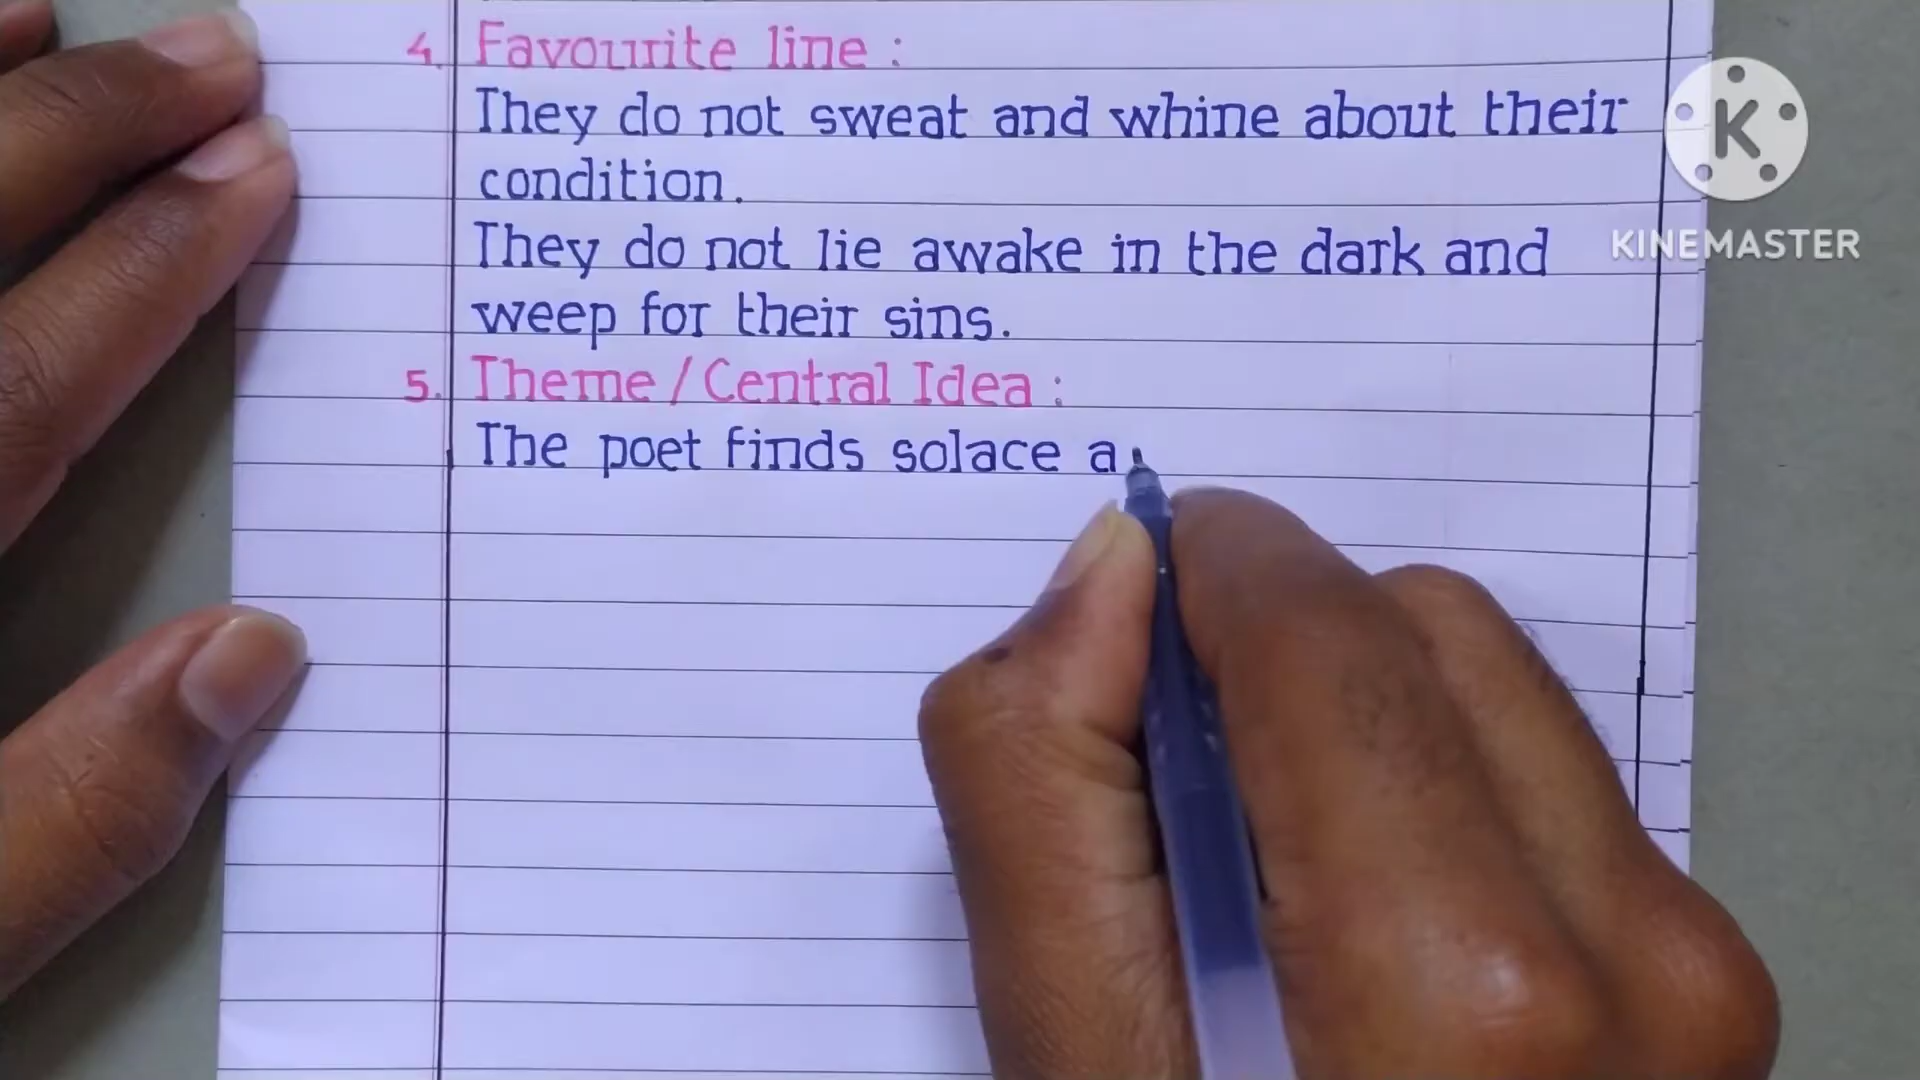 4. Favourite line :
They do not sweat and whine about their
condition.
They do not lie awake in the dark and
weep for their sins.
5. Theme / Central Idea :
The poet finds solace a
K
KINEMASTER